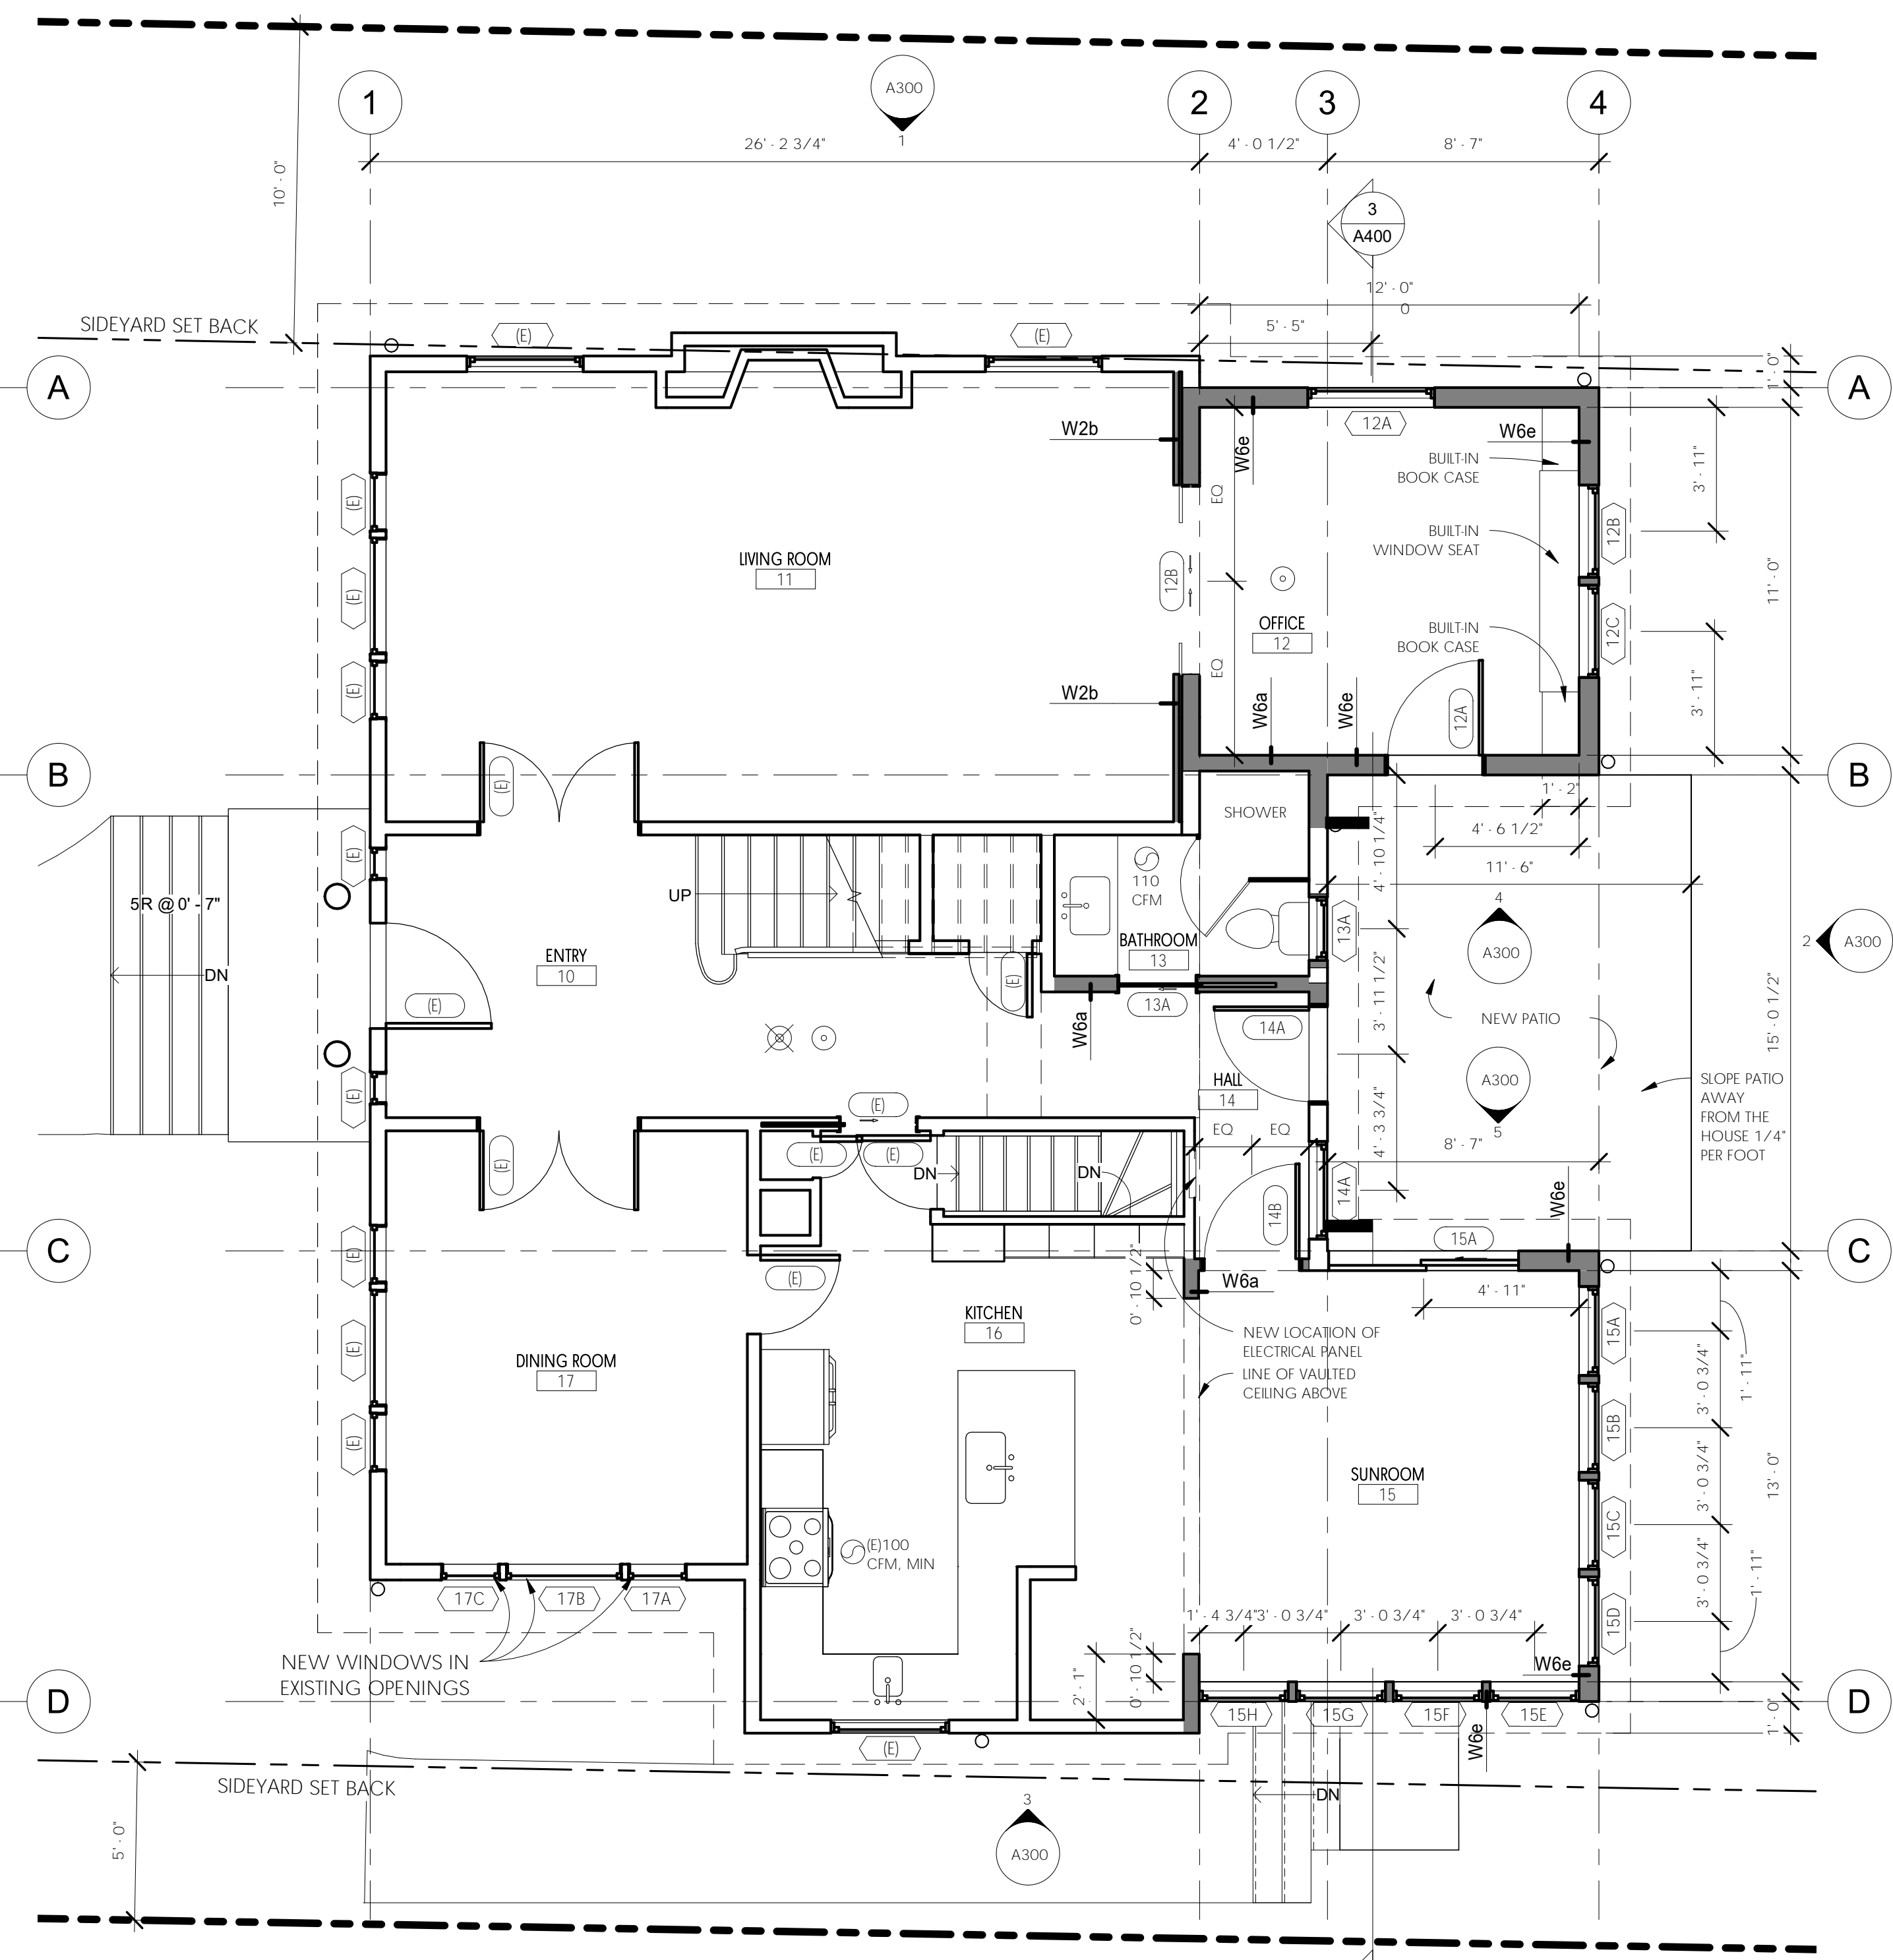 1
2
3
4
A300
1
26' - 2 3/4"
4' - 0 1/2"
8' - 7"
10' - 0"
3
A400
12' - 0"
0
5' - 5"
SIDEYARD SET BACK
(E)
(E)
1' - 0"
A
A
12A
W2b
W6e
W6e
BUILT-IN
BOOK CASE
3' - 11"
(E)
EQ
12B
BUILT-IN
WINDOW SEAT
LIVING ROOM
11
12B
(E)
11' - 0"
OFFICE
12
BUILT-IN
BOOK CASE
12C
EQ
(E)
W2b
W6a
W6e
12A
3' - 11"
B
B
(E)
1' - 2"
SHOWER
4' - 10 1/4"
4' - 6 1/2"
(E)
11' - 6"
110
CFM
UP
5R @ 0' - 7"
4
A300
13A
2
A300
BATHROOM
13
ENTRY
10
DN
(E)
(E)
13A
W6a
14A
3' - 11 1/2"
NEW PATIO
15' - 0 1/2"
HALL
14
A300
5
SLOPE PATIO
AWAY
FROM THE
HOUSE 1/4"
PER FOOT
(E)
(E)
EQ
EQ
4' - 3 3/4"
8' - 7"
(E)
(E)
(E)
DN
DN
14B
14A
W6e
15A
C
C
(E)
(E)
0' - 10 1/2"
W6a
4' - 11"
KITCHEN
16
NEW LOCATION OF
ELECTRICAL PANEL
LINE OF VAULTED
CEILING ABOVE
15A
3' - 0 3/4"
1' - 11"
DINING ROOM
17
(E)
15B
(E)
3' - 0 3/4"
13' - 0"
SUNROOM
15
15C
(E)100
CFM, MIN
3' - 0 3/4"
1' - 11"
17C
17B
17A
15D
1' - 4 3/4"
3' - 0 3/4"
3' - 0 3/4"
3' - 0 3/4"
NEW WINDOWS IN
EXISTING OPENINGS
2' - 1"
0' - 10 1/2"
W6e
D
D
15H
15G
15F
15E
1' - 0"
(E)
W6e
SIDEYARD SET BACK
DN
3
A300
5' - 0"